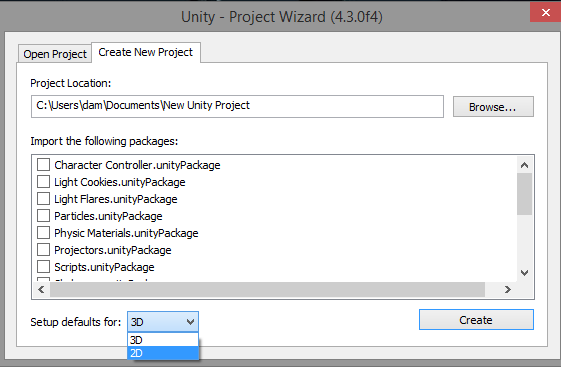 Unity - Project Wizard (4.3.0f4)
Open Project
Create New Project
Project Location:
C:\Users\dam\Documents\New Unity Project
Browse...
Import the following packages:
Character Controller.unityPackage
Light Cookies.unityPackage
Light Flares.unityPackage
Particles.unityPackage
Physic Materials.unityPackage
Projectors.unityPackage
Scripts.unityPackage
Setup defaults for: 3D
Create
3D
2D